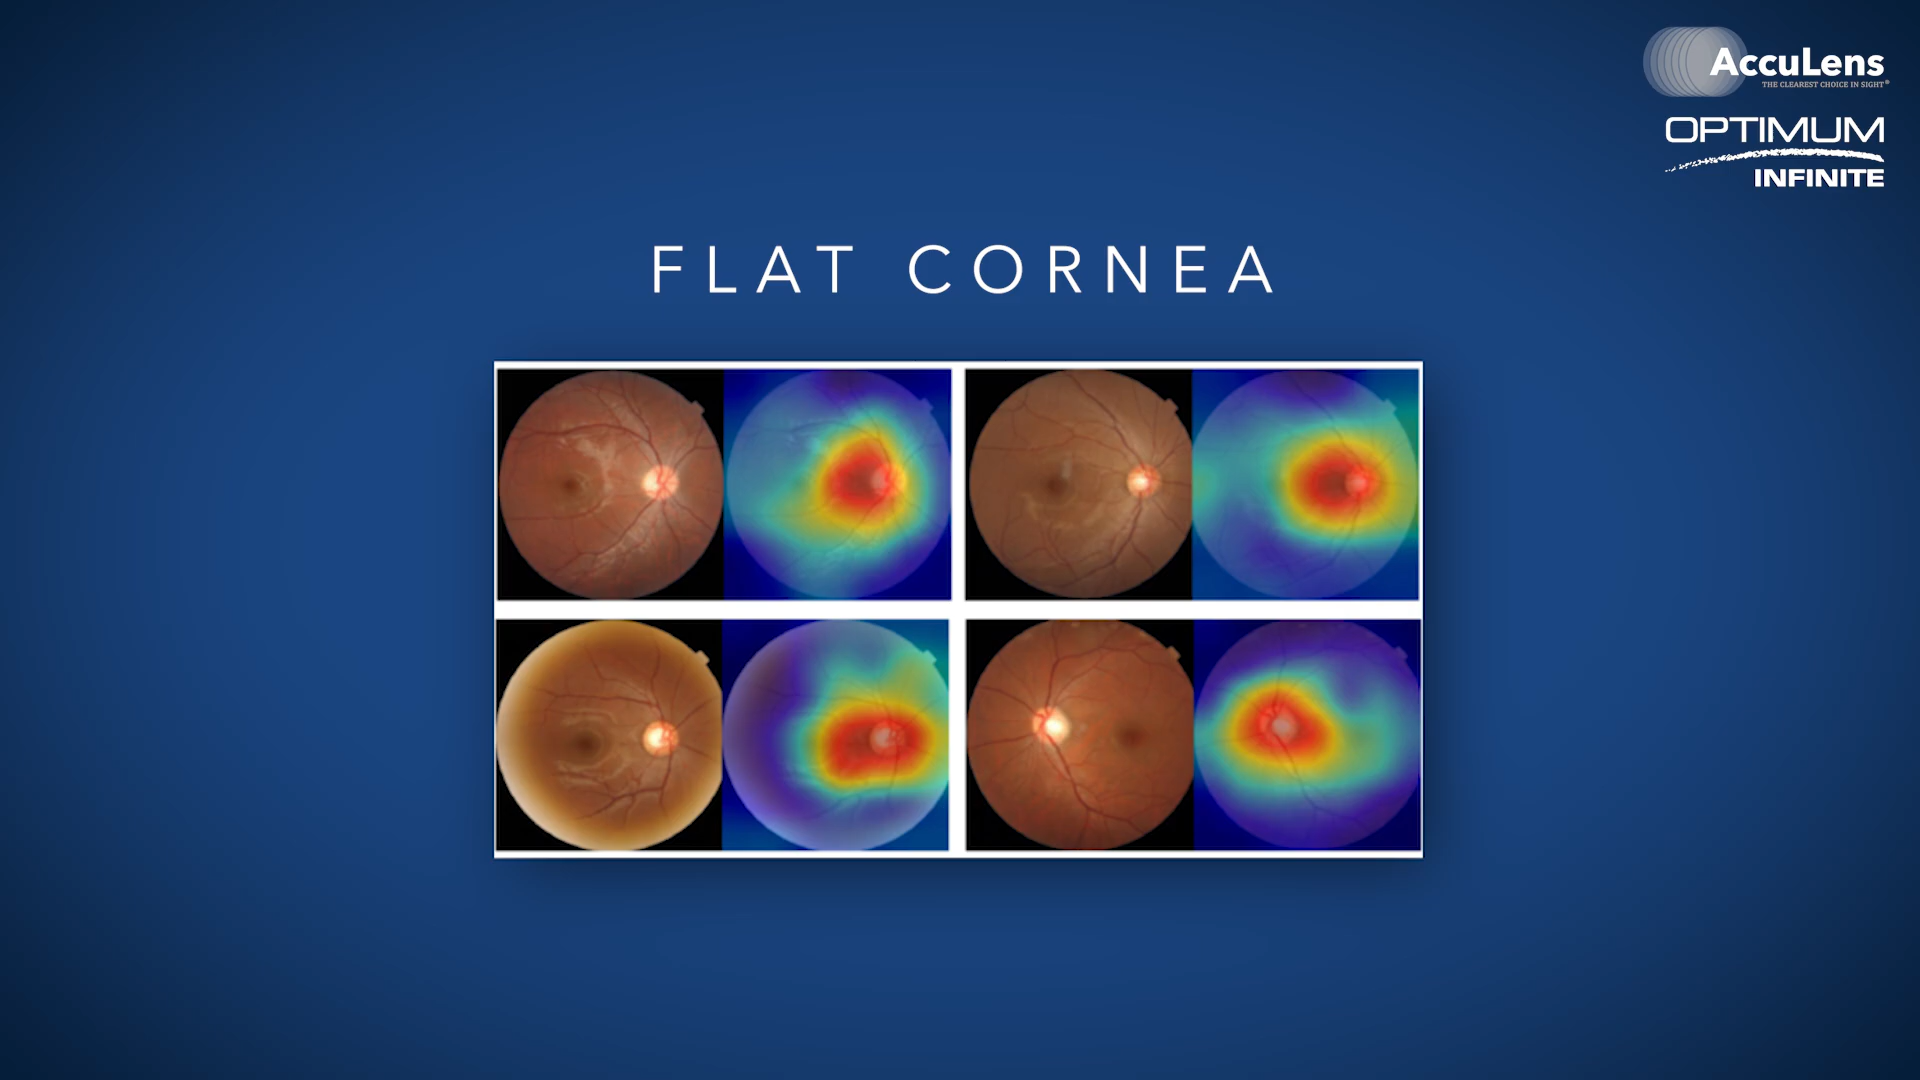 AccuLens
THE CLEAREST CHOICE IN SIGHT®
OPTIMUM
INFINITE
FLAT CORNEA